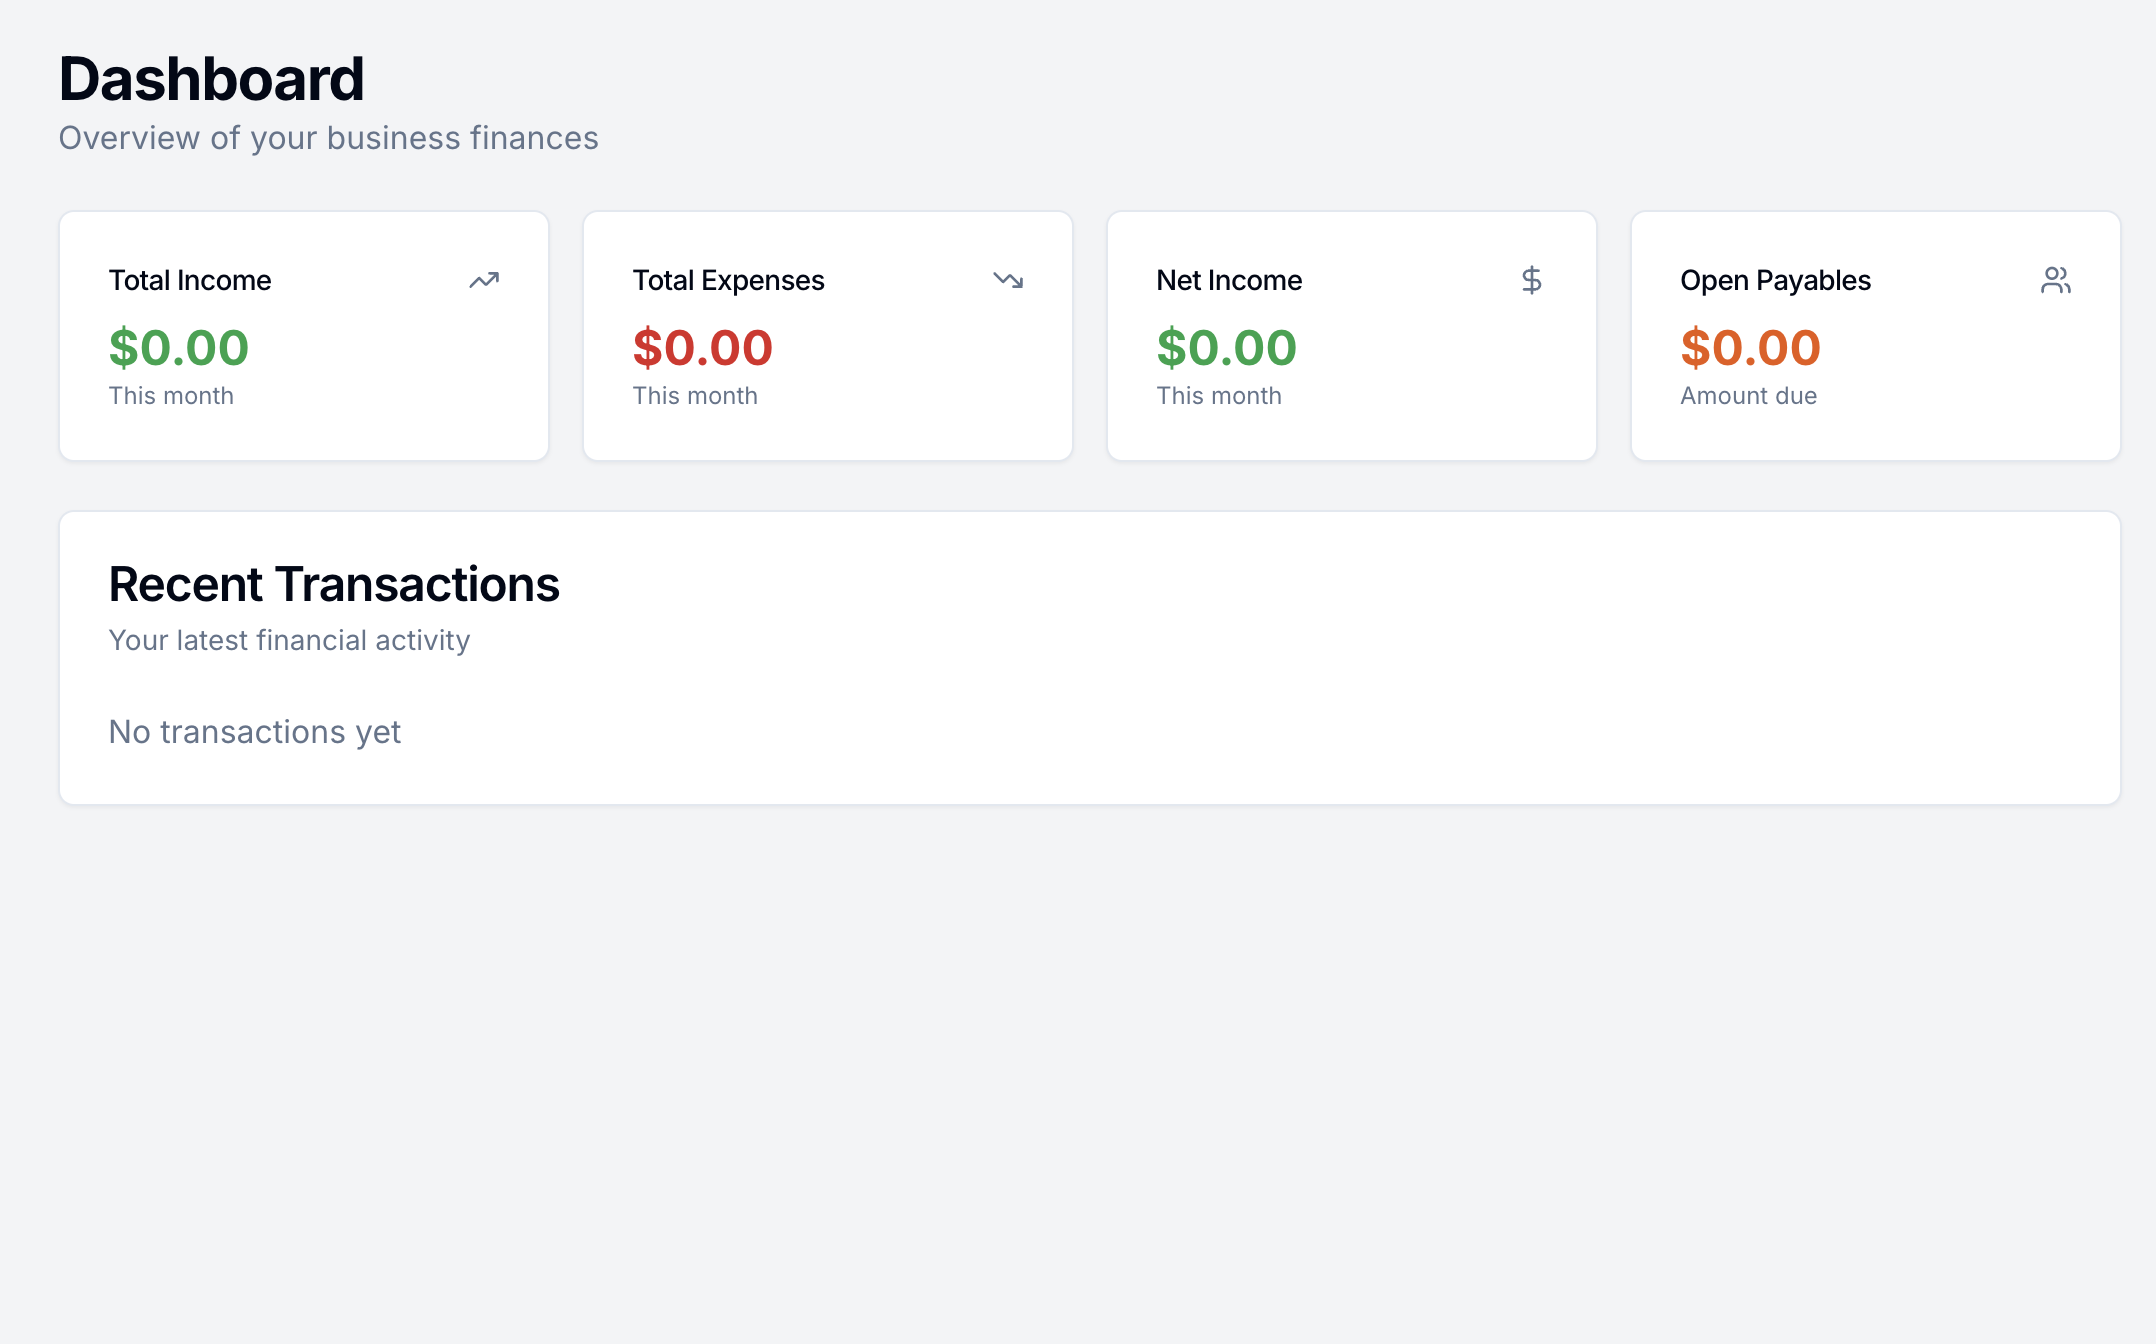 Dashboard
Overview of your business finances
Total Income
$0.00
This month
Total Expenses
$0.00
This month
Net Income
$0.00
This month
Open Payables
$0.00
Amount due
Recent Transactions
Your latest financial activity
No transactions yet